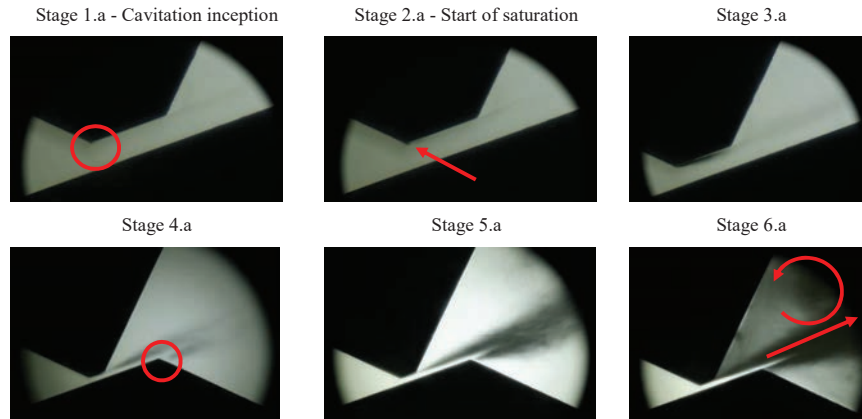 Stage 1.a - Cavitation inception
Stage 2.a - Start of saturation
Stage 3.a
Stage 4.a
Stage 5.a
Stage 6.a